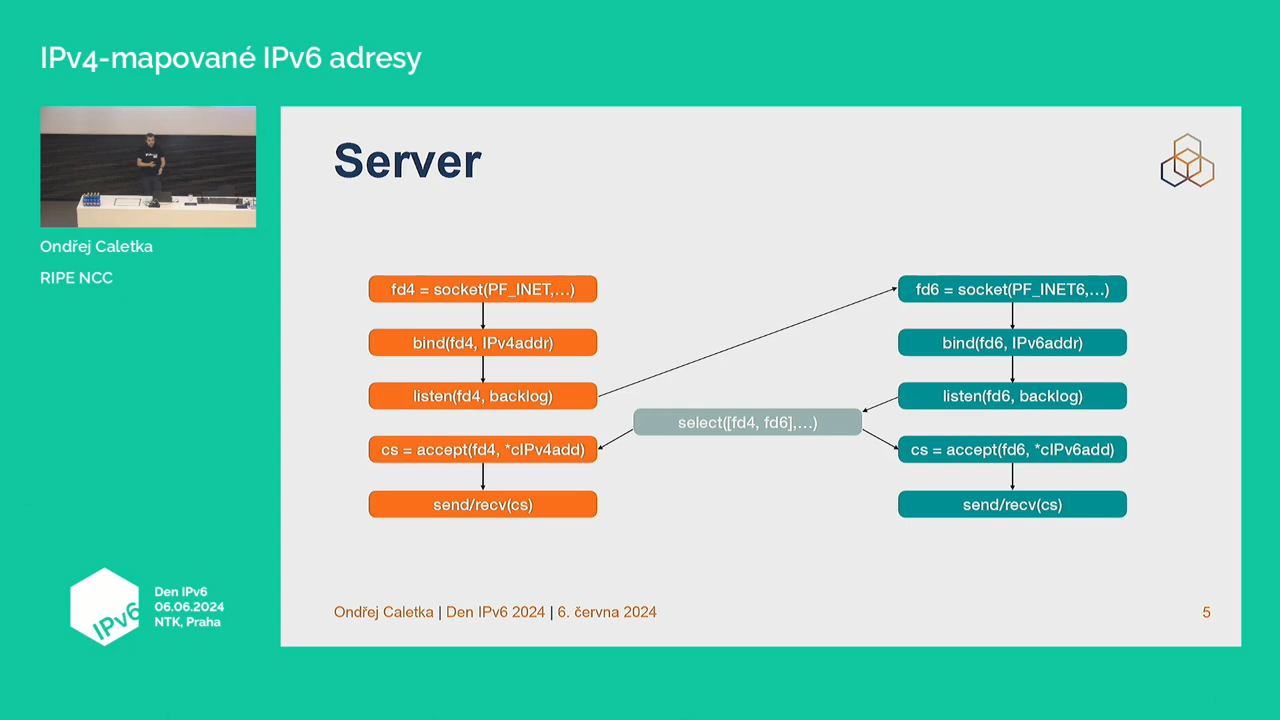 IPv4-mapované IPv6 adresy
Ondřej Caletka
RIPE NCC
Server
fd4 = socket(PF_INET,…)
bind(fd4, IPv4addr)
listen(fd4, backlog)
cs = accept(fd4, *cIPv4add)
send/recv(cs)
select([fd4, fd6],…)
fd6 = socket(PF_INET6,…)
bind(fd6, IPv6addr)
listen(fd6, backlog)
cs = accept(fd6, *cIPv6add)
send/recv(cs)
Ondřej Caletka | Den IPv6 2024 | 6. června 2024
5
IPv6
Den IPv6
06.06.2024
NTK, Praha